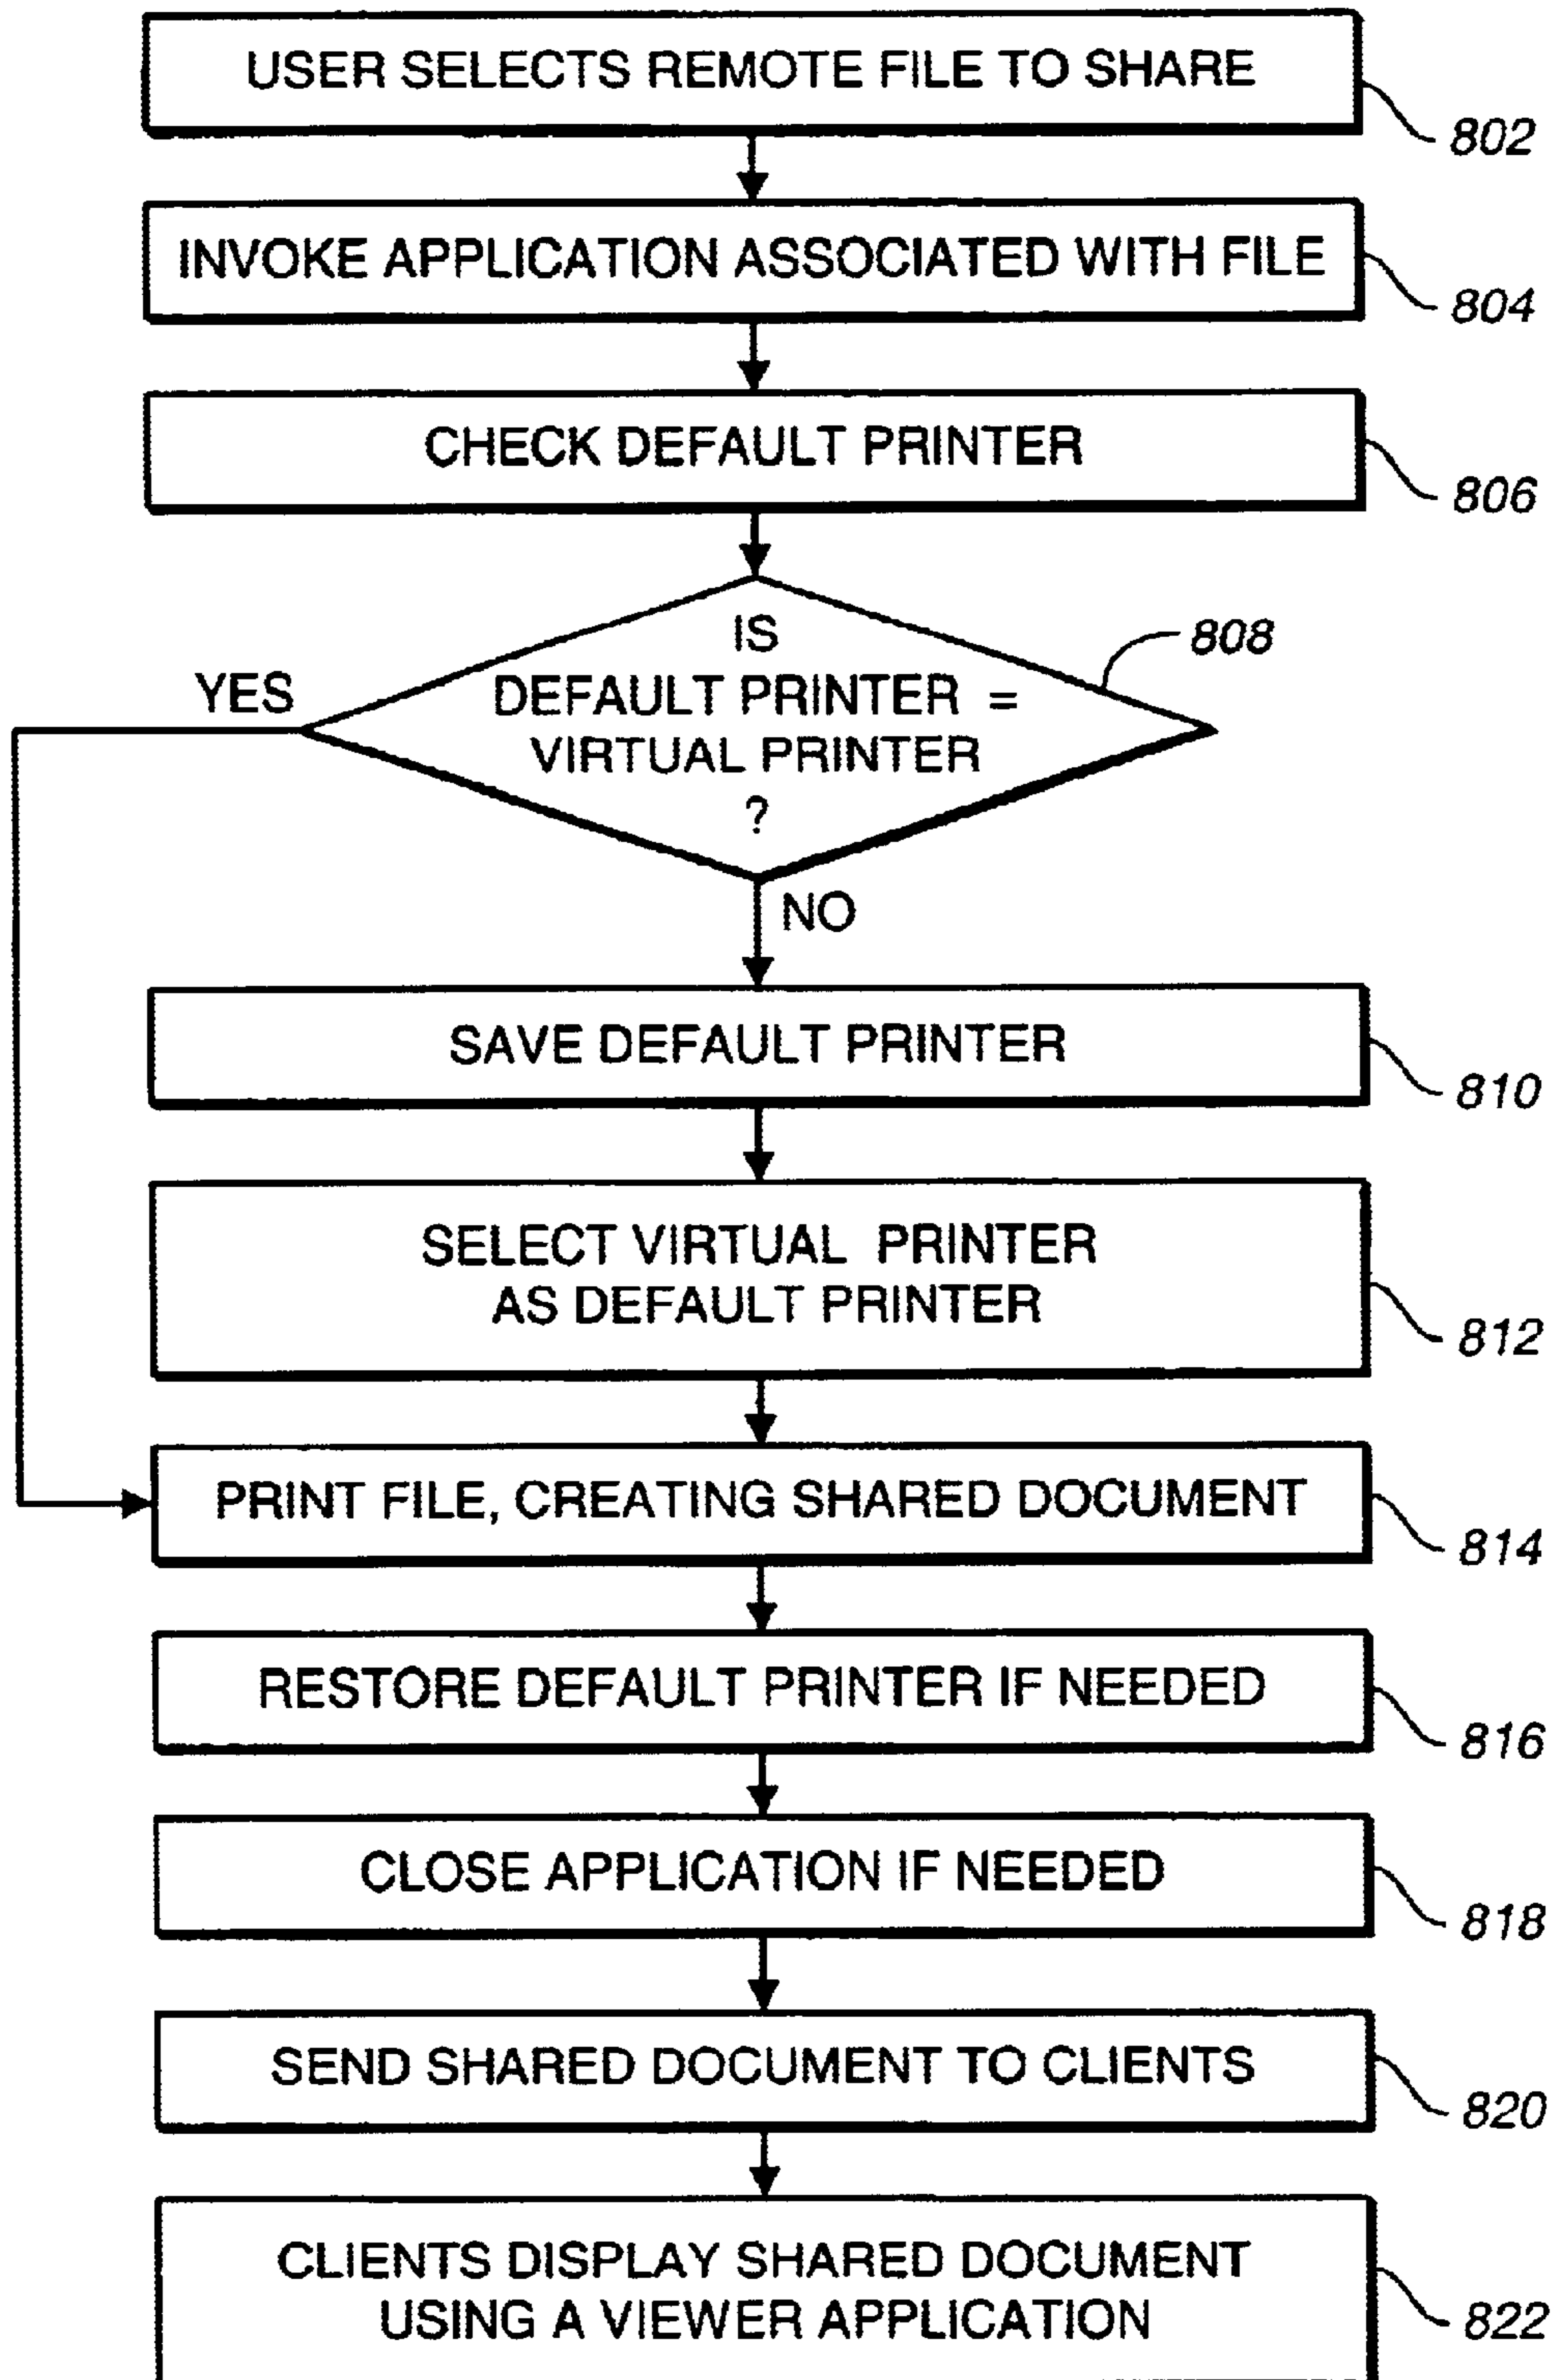 USER SELECTS REMOTE FILE TO SHARE
802
INVOKE APPLICATION ASSOCIATED WITH FILE
804
CHECK DEFAULT PRINTER
806
IS
DEFAULT PRINTER =
VIRTUAL PRINTER
?
808
YES
NO
SAVE DEFAULT PRINTER
810
SELECT VIRTUAL PRINTER
AS DEFAULT PRINTER
812
PRINT FILE, CREATING SHARED DOCUMENT
814
RESTORE DEFAULT PRINTER IF NEEDED
816
CLOSE APPLICATION IF NEEDED
818
SEND SHARED DOCUMENT TO CLIENTS
820
CLIENTS DISPLAY SHARED DOCUMENT
USING A VIEWER APPLICATION
822